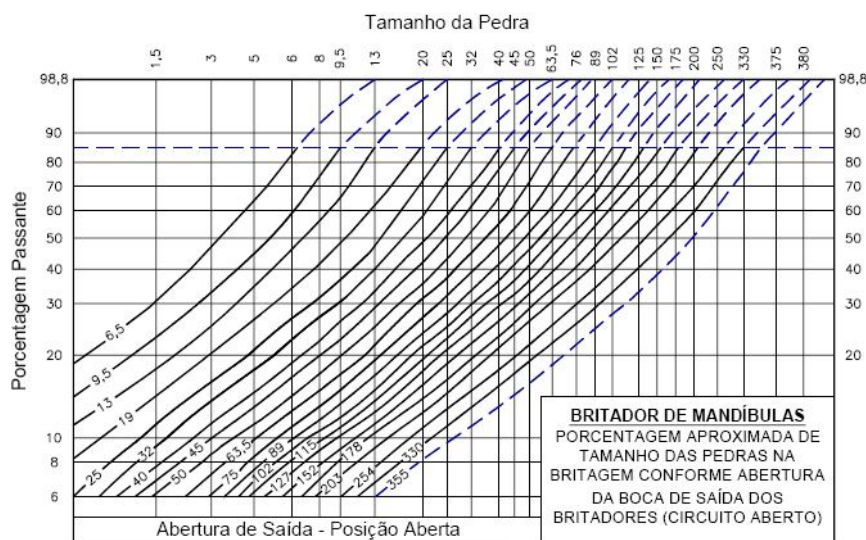 Tamanho da Pedra
1,5 3 5 6 8 9,5 13 20 25 32 40 45 50 63,5 76 89 102 125 150 175 200 250 330 375 380
98,8 98,8
90 90
80 80
70 70
60 60
50 50
40 40
30 30
20 20
10 10
8 8
6 6
Porcentagem Passante
6,5
9,5
13
19
25 32 45 63,5 89 115 178 330
40 50 75 102 127 152 203 254 355
BRITADOR DE MANDÍBULAS
PORCENTAGEM APROXIMADA DE
TAMANHO DAS PEDRAS NA
BRITAGEM CONFORME ABERTURA
DA BOCA DE SAÍDA DOS
BRITADORES (CIRCUITO ABERTO)
Abertura de Saída - Posição Aberta